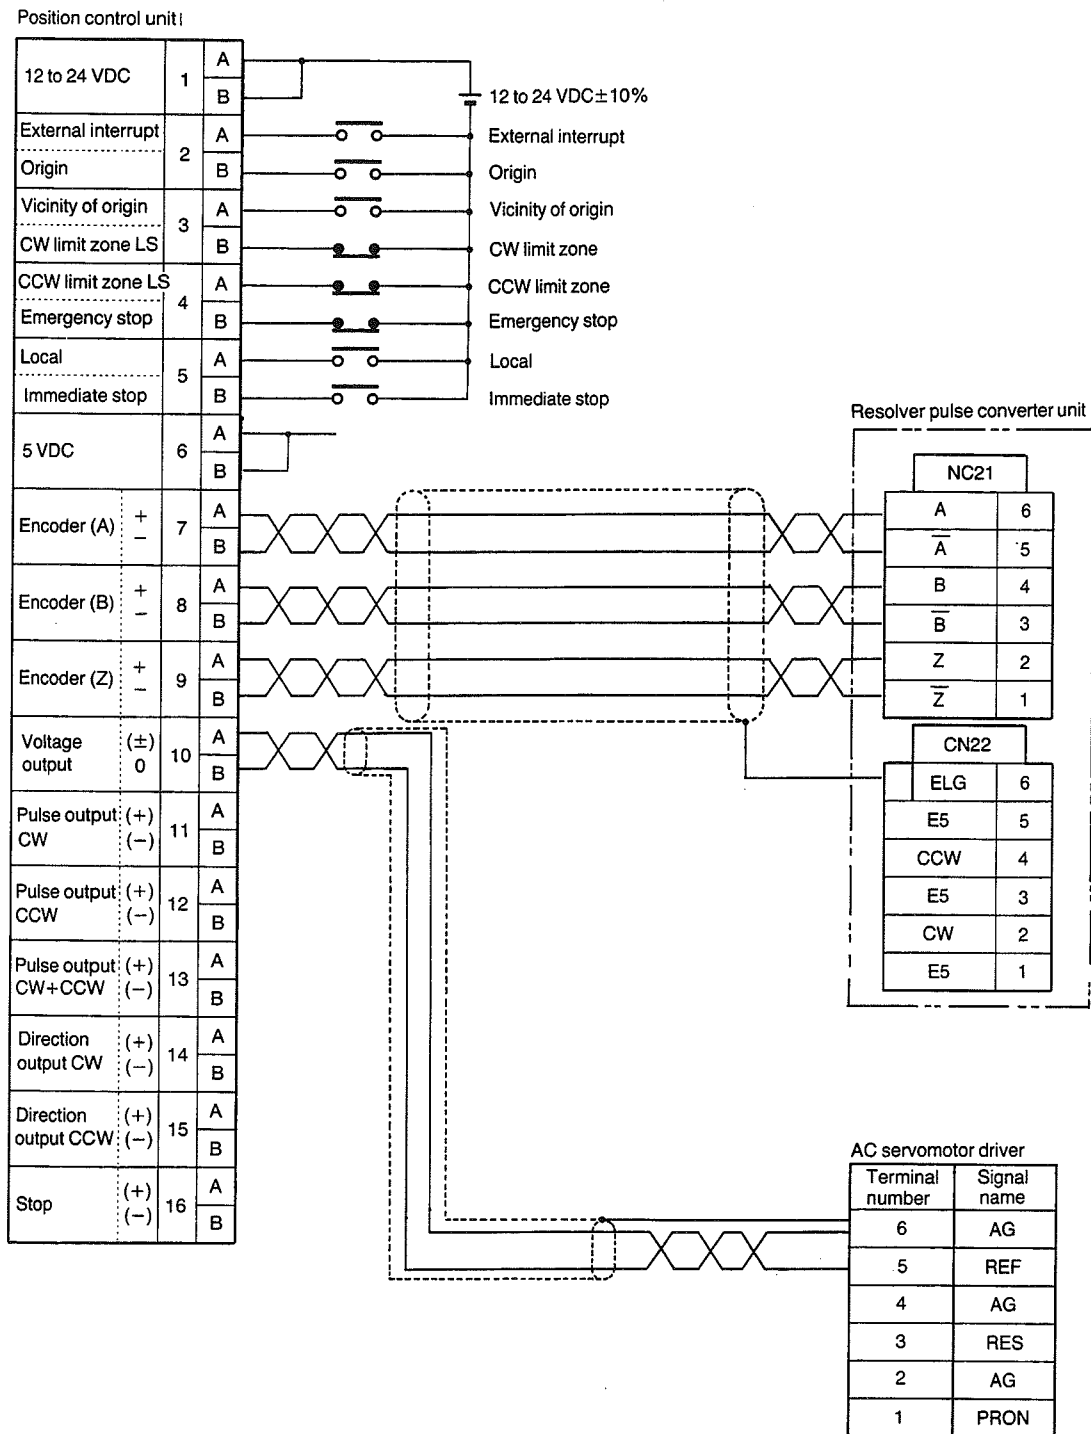 Position control unit
12 to 24 VDC
1
A
B
12 to 24 VDC±10%
External interrupt
2
A
External interrupt
Origin
B
Origin
Vicinity of origin
3
A
Vicinity of origin
CW limit zone LS
B
CW limit zone
CCW limit zone LS
4
A
CCW limit zone
Emergency stop
B
Emergency stop
Local
5
A
Local
Immediate stop
B
Immediate stop
5 VDC
6
A
B
Encoder (A)
+
−
7
A
B
Encoder (B)
+
−
8
A
B
Encoder (Z)
+
−
9
A
B
Voltage output
(±)
0
10
A
B
Pulse output CW
(+)
(−)
11
A
B
Pulse output CCW
(+)
(−)
12
A
B
Pulse output CW+CCW
(+)
(−)
13
A
B
Direction output CW
(+)
(−)
14
A
B
Direction output CCW
(+)
(−)
15
A
B
Stop
(+)
(−)
16
A
B
Resolver pulse converter unit
NC21
A 6
A̅ 5
B 4
B̅ 3
Z 2
Z̅ 1
CN22
ELG 6
E5 5
CCW 4
E5 3
CW 2
E5 1
AC servomotor driver
Terminal number
Signal name
6 AG
5 REF
4 AG
3 RES
2 AG
1 PRON